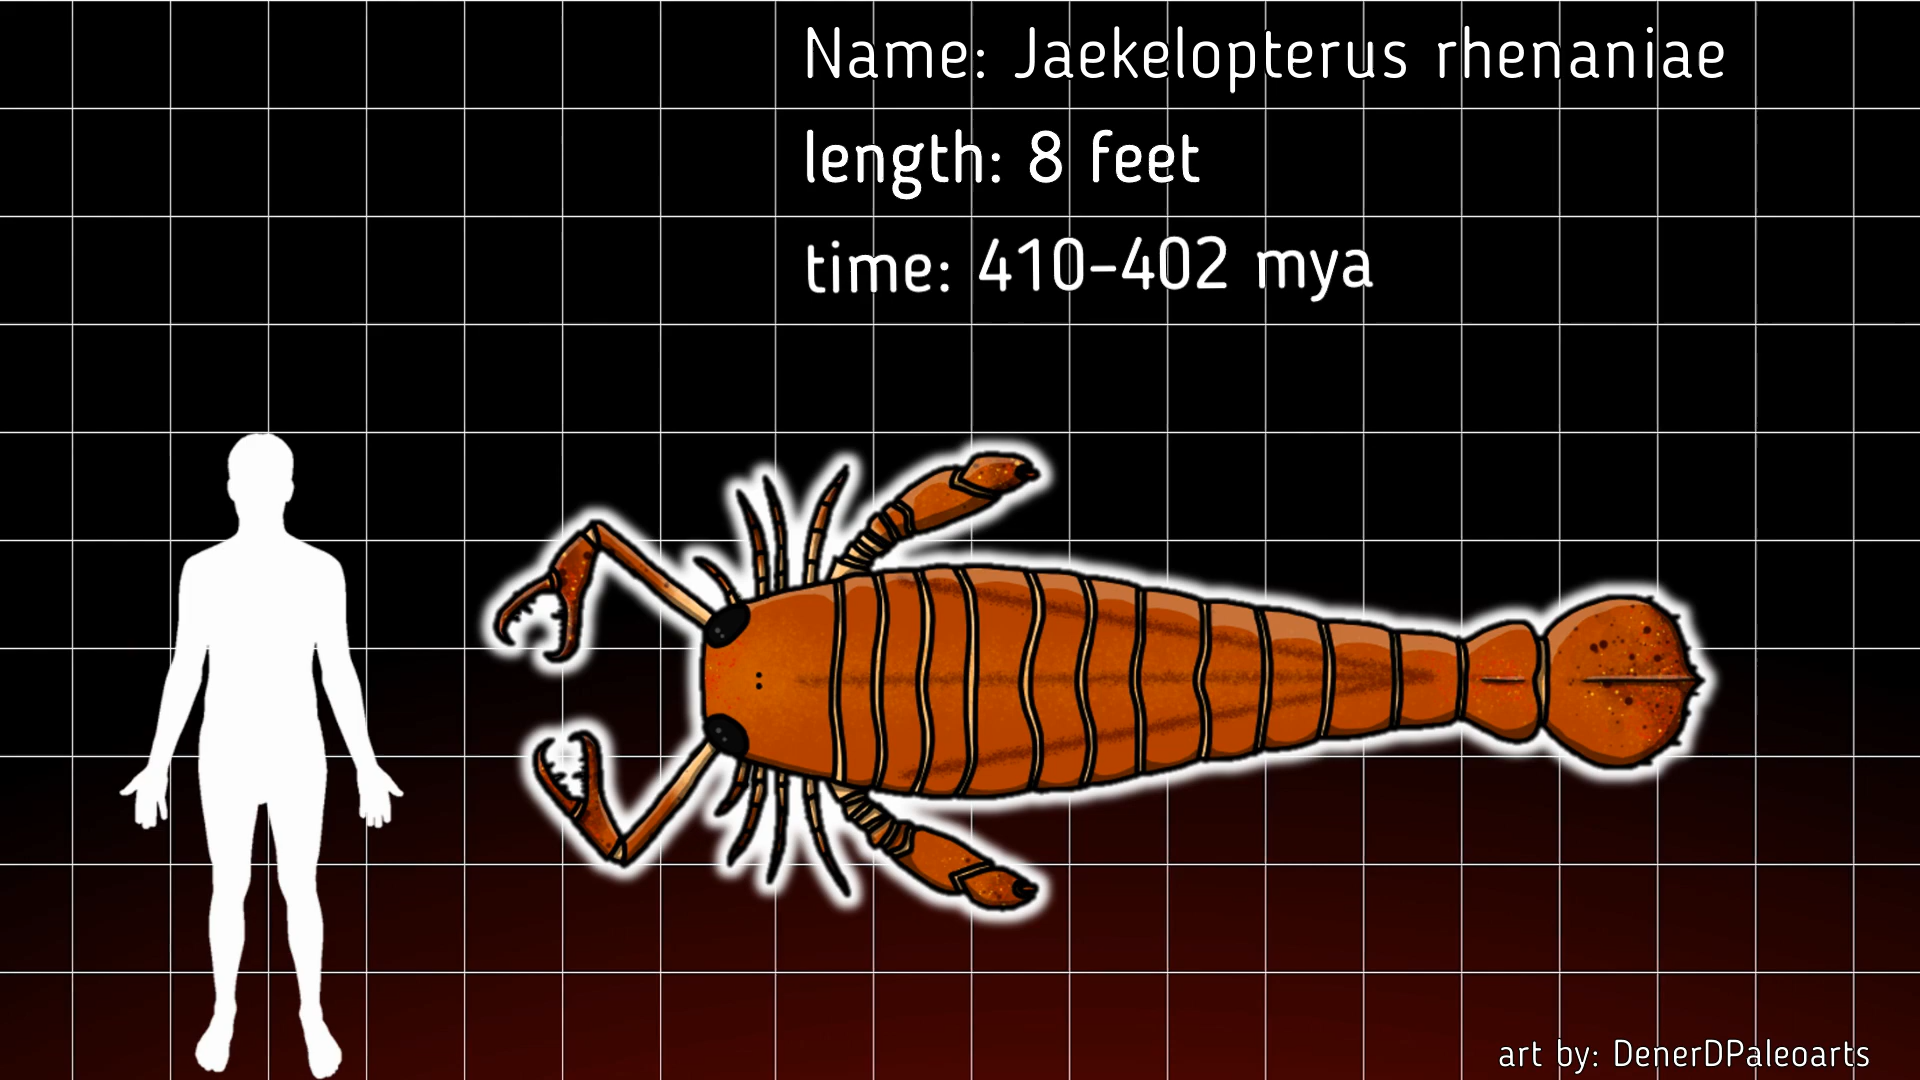 Name: Jaekelopterus rhenaniae
length: 8 feet
time: 410-402 mya
art by: DenerDPaleoarts